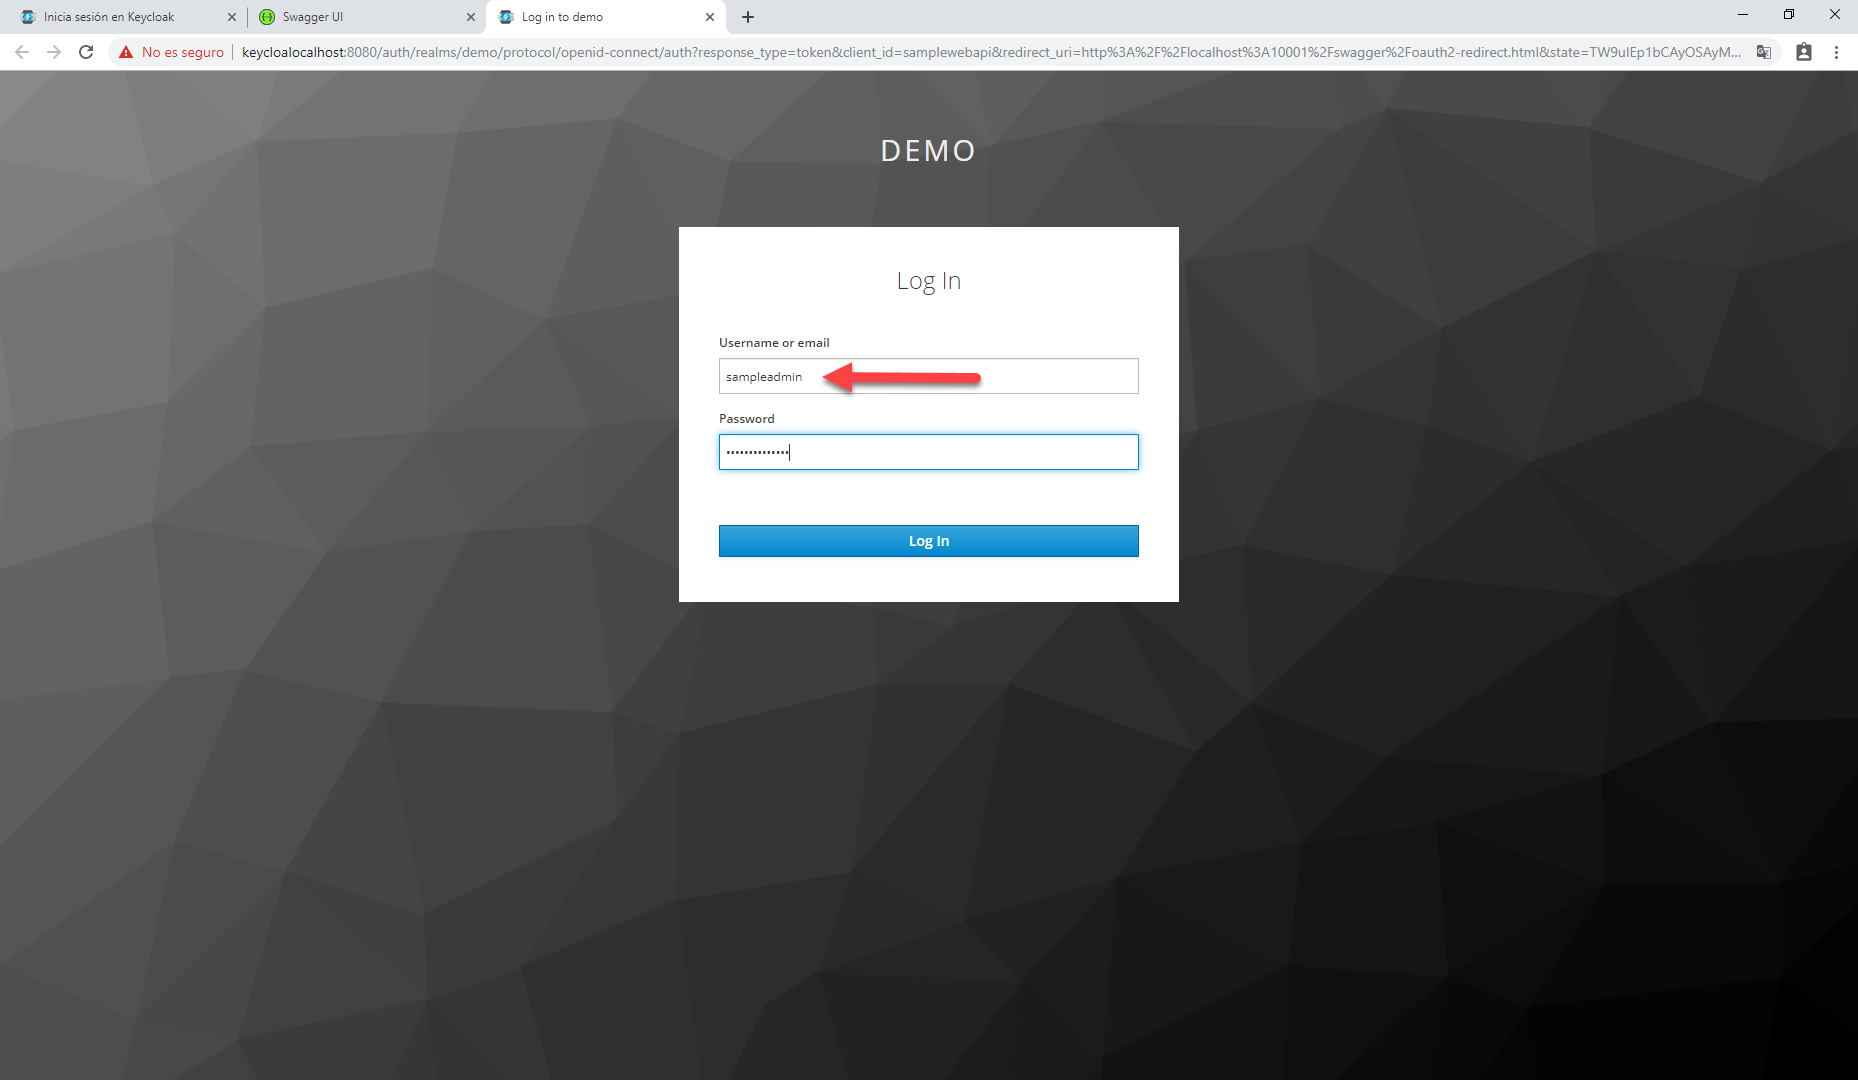 Inicia sesión en Keycloak
Swagger UI
Log in to demo
No es seguro
keycloalocalhost:8080/auth/realms/demo/protocol/openid-connect/auth?response_type=token&client_id=samplewebapi&redirect_uri=http%3A%2F%2Flocalhost%3A10001%2Fswagger%2Foauth2-redirect.html&state=TW9uIEp1bCAyOSAyM...
DEMO
Log In
Username or email
sampleadmin
Password
••••••••••••••
Log In